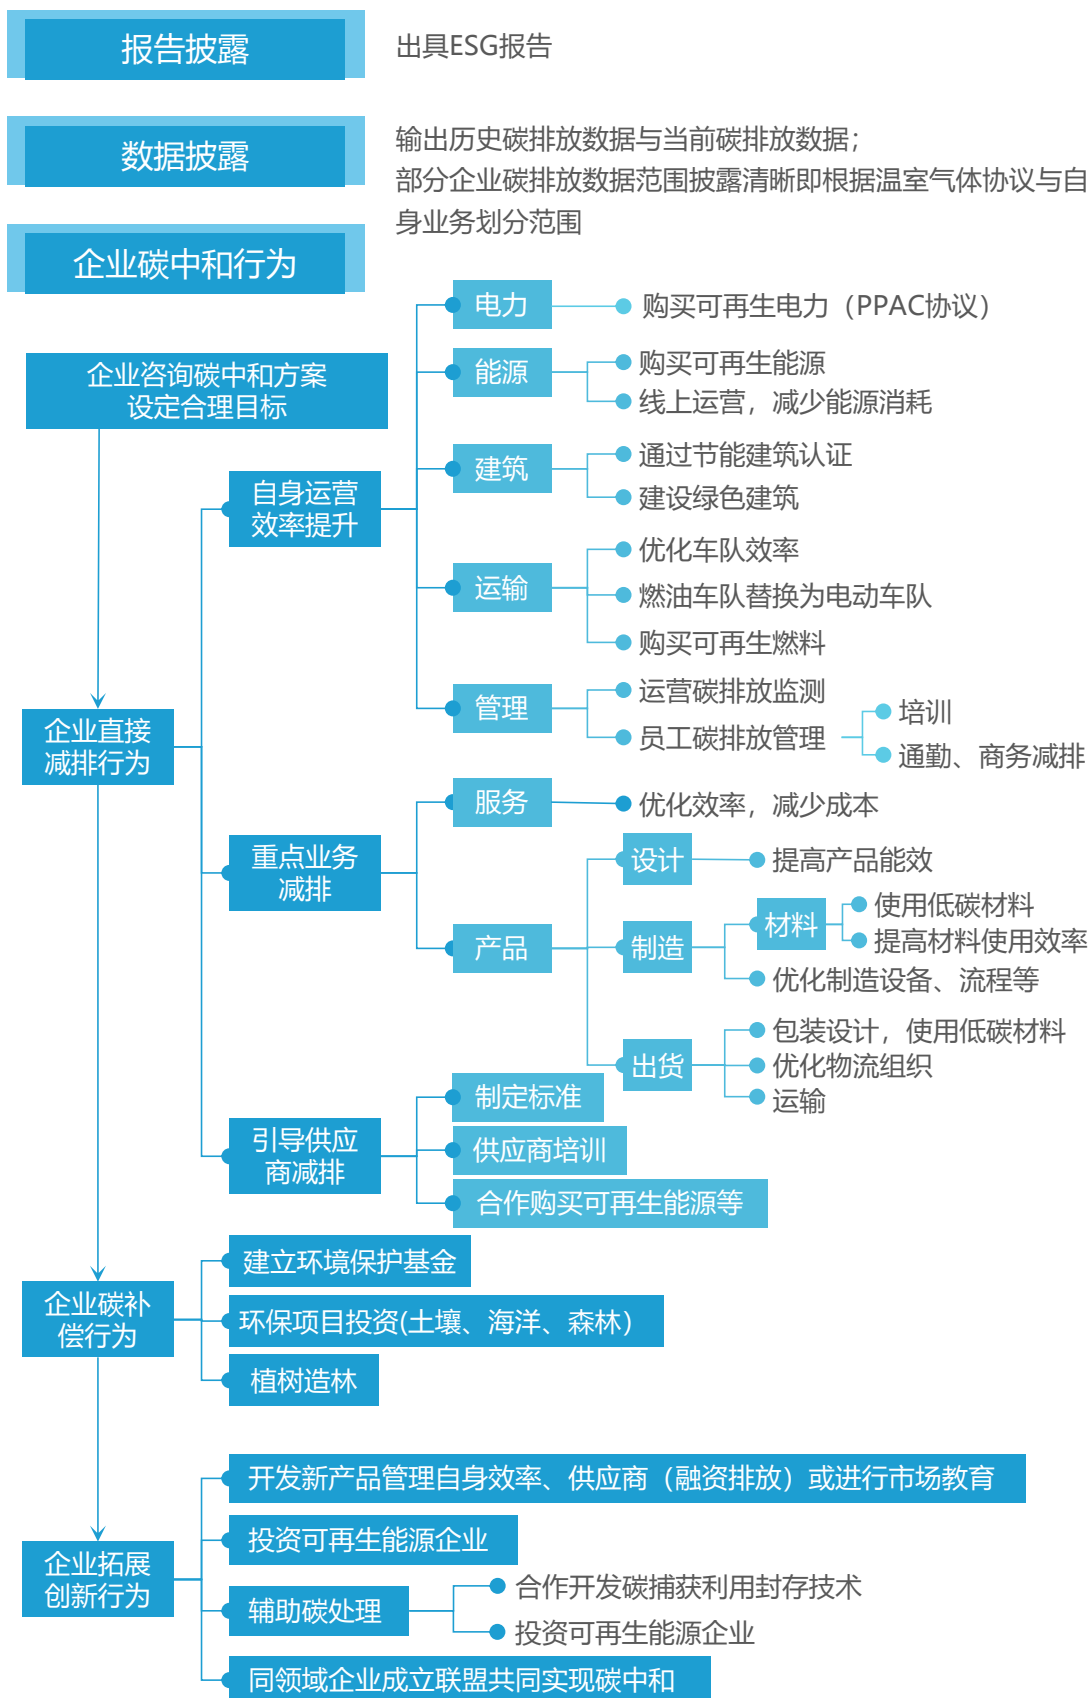 报告披露
出具ESG报告
数据披露
输出历史碳排放数据与当前碳排放数据；
部分企业碳排放数据范围披露清晰即根据温室气体协议与自
身业务划分范围
企业碳中和行为
企业咨询碳中和方案
设定合理目标
企业直接
减排行为
自身运营
效率提升
电力
购买可再生电力（PPAC协议）
能源
购买可再生能源
线上运营，减少能源消耗
建筑
通过节能建筑认证
建设绿色建筑
运输
优化车队效率
燃油车队替换为电动车队
购买可再生燃料
管理
运营碳排放监测
员工碳排放管理
培训
通勤、商务减排
重点业务
减排
服务
优化效率，减少成本
产品
设计
提高产品能效
制造
材料
使用低碳材料
提高材料使用效率
优化制造设备、流程等
出货
包装设计，使用低碳材料
优化物流组织
运输
引导供应
商减排
制定标准
供应商培训
合作购买可再生能源等
企业碳补
偿行为
建立环境保护基金
环保项目投资(土壤、海洋、森林）
植树造林
企业拓展
创新行为
开发新产品管理自身效率、供应商（融资排放）或进行市场教育
投资可再生能源企业
辅助碳处理
合作开发碳捕获利用封存技术
投资可再生能源企业
同领域企业成立联盟共同实现碳中和